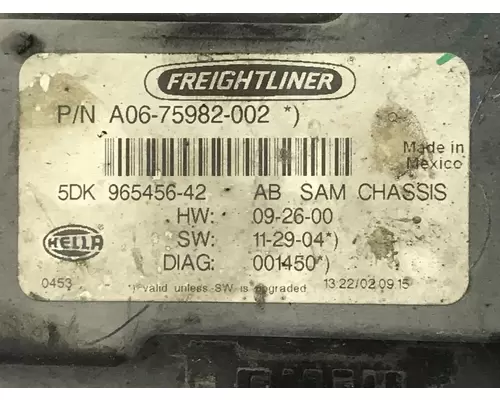 FREIGHTLINER
P/N A06-75982-002 *)
Made in
Mexico
5DK 965456-42 AB SAM CHASSIS
HW: 09-26-00
HELLA
SW: 11-29-04*)
DIAG: 001450*)
0453 *) valid unless SW is upgraded. 13:22/02.09.15